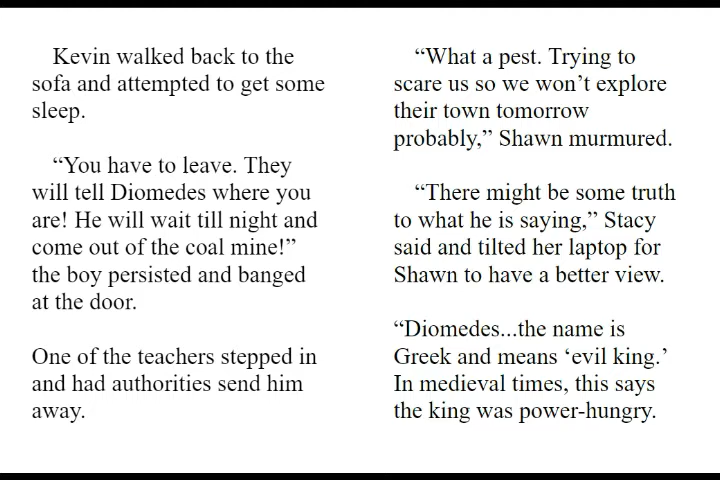 Kevin walked back to the
sofa and attempted to get some
sleep.
“You have to leave. They
will tell Diomedes where you
are! He will wait till night and
come out of the coal mine!”
the boy persisted and banged
at the door.
One of the teachers stepped in
and had authorities send him
away.
“What a pest. Trying to
scare us so we won’t explore
their town tomorrow
probably,” Shawn murmured.
“There might be some truth
to what he is saying,” Stacy
said and tilted her laptop for
Shawn to have a better view.
“Diomedes...the name is
Greek and means ‘evil king.’
In medieval times, this says
the king was power-hungry.